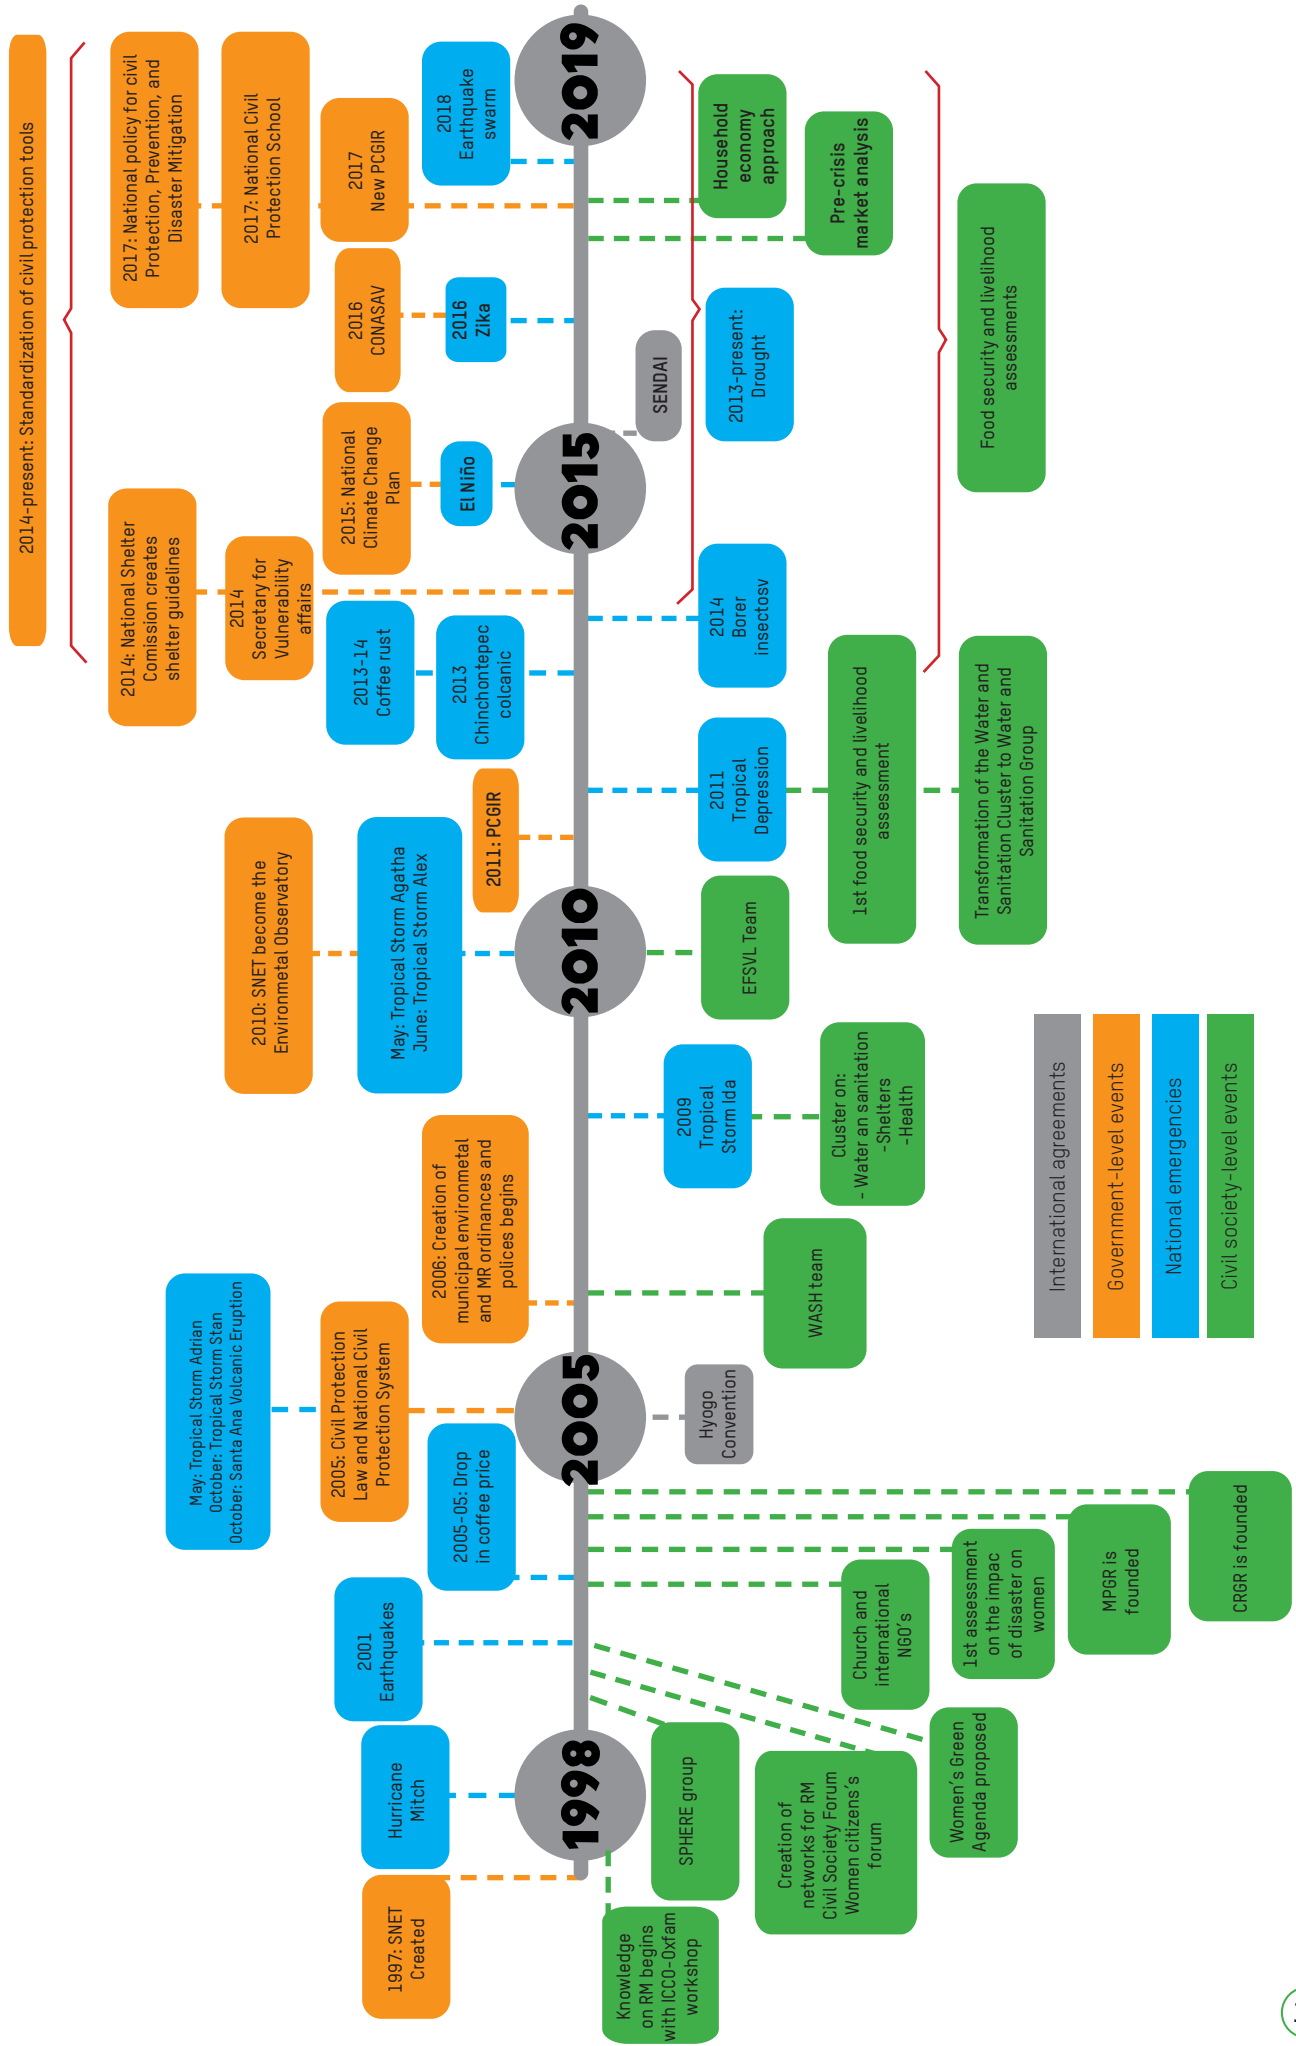 2014-present: Standardization of civil protection tools
2017: National policy for civil
Protection, Prevention, and
Disaster Mitigation
2014: National Shelter
Comission creates
shelter guidelines
2017: National Civil
Protection School
2014
Secretary for
Vulnerability
affairs
2010: SNET become the
Environmetal Observatory
May: Tropical Storm Adrian
October: Tropical Storm Stan
October: Santa Ana Volcanic Eruption
2017
New PCGIR
2016
CONASAV
2015: National
Climate Change
Plan
2013-14
Coffee rust
May: Tropical Storm Agatha
June: Tropical Storm Alex
2005: Civil Protection
Law and National Civil
Protection System
2001
Earthquakes
Hurricane
Mitch
1997: SNET
Created
2018
Earthquake
swarm
2016
Zika
El Niño
2013
Chinchontepec
colcanic
2011: PCGIR
2006: Creation of
municipal environmetal
and MR ordinances and
polices begins
2005-05: Drop
in coffee price
1998
2005
2010
2015
2019
Knowledge
on RM begins
with ICCO-Oxfam
workshop
SPHERE group
Creation of
networks for RM
Civil Society Forum
Women citizens's
forum
Women's Green
Agenda proposed
Church and
international
NGO's
1st assessment
on the impac
of disaster on
women
MPGR is
founded
CRGR is founded
Hyogo
Convention
WASH team
2009
Tropical
Storm Ida
Cluster on:
- Water an sanitation
-Shelters
-Health
EFSVL Team
2011
Tropical
Depression
1st food security and livelihood
assessment
Transformation of the Water and
Sanitation Cluster to Water and
Sanitation Group
2014
Borer
insectosv
SENDAI
2013-present:
Drought
Household
economy
approach
Pre-crisis
market analysis
Food security and livelihood
assessments
International agreements
Government-level events
National emergencies
Civil society-level events